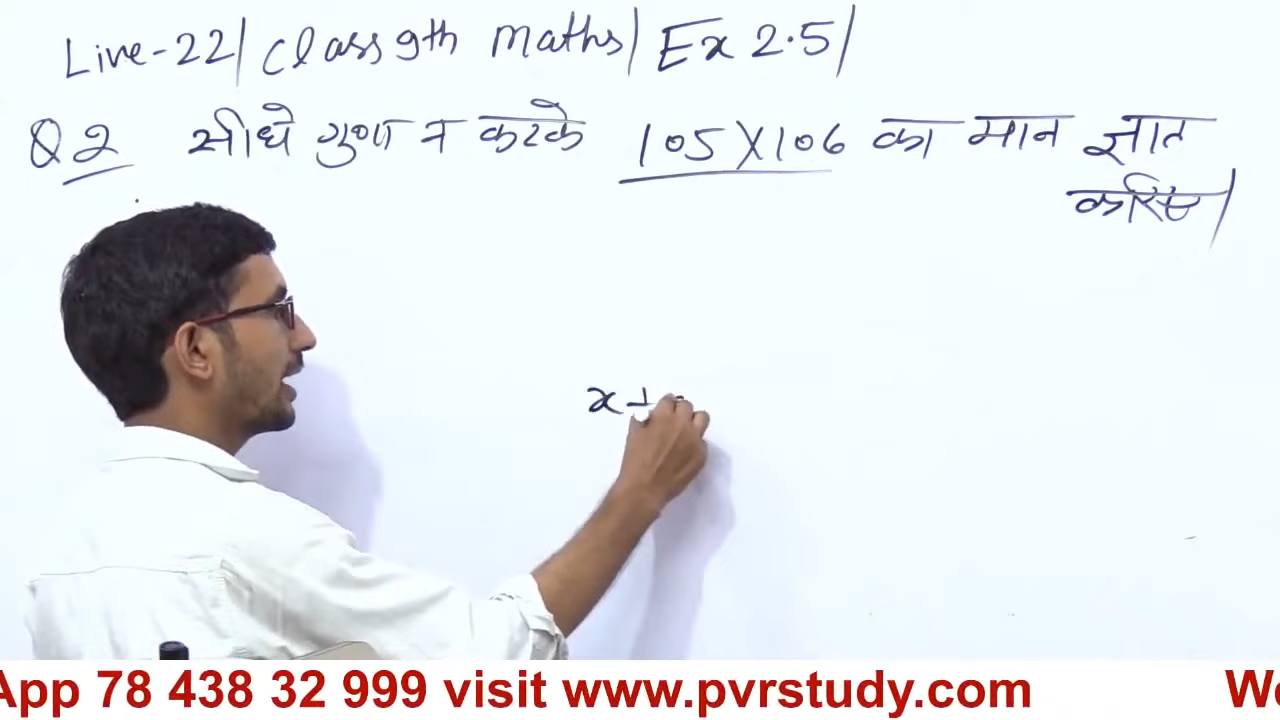 Live-22| Class 9th maths| Ex 2.5|
Q 2 सीधे गुणा न करके 105 X 106 का मान ज्ञात
करिए|
x +
App 78 438 32 999 visit www.pvrstudy.com